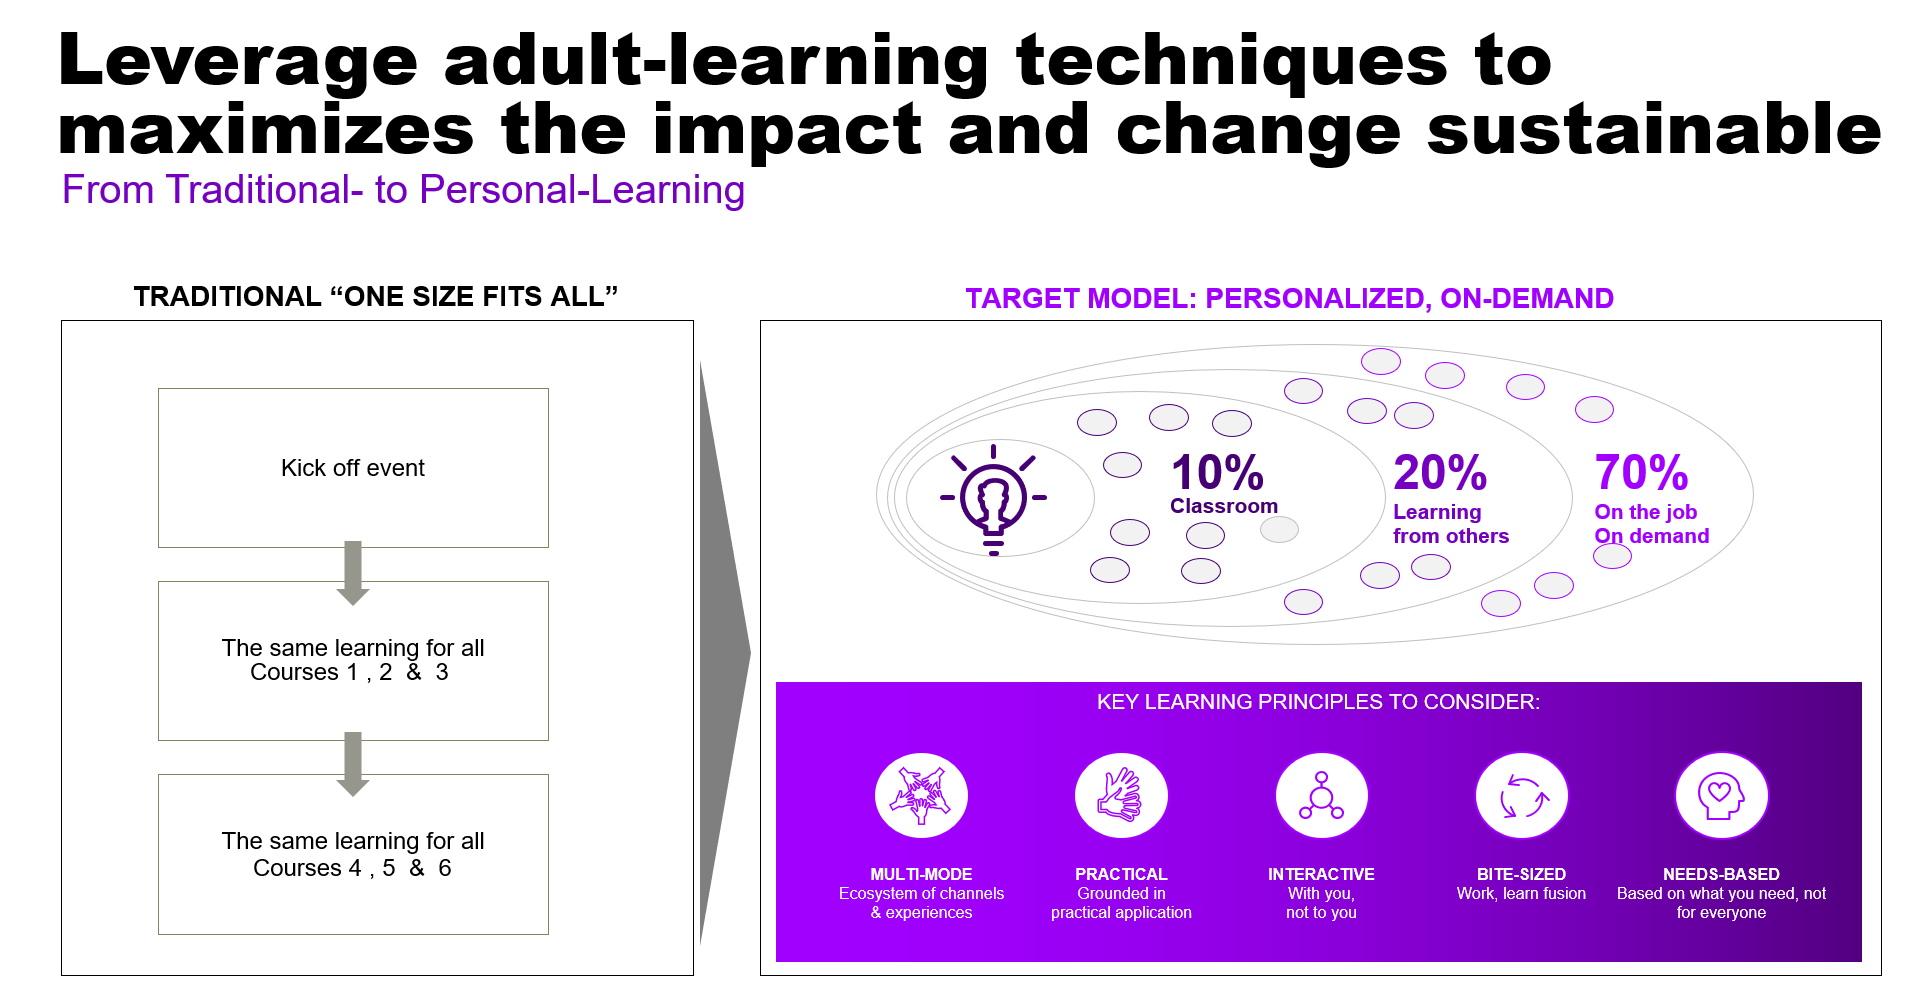 Leverage adult-learning techniques to
maximizes the impact and change sustainable
From Traditional- to Personal-Learning
TRADITIONAL “ONE SIZE FITS ALL”
Kick off event
The same learning for all
Courses 1 , 2 & 3
The same learning for all
Courses 4 , 5 & 6
TARGET MODEL: PERSONALIZED, ON-DEMAND
10%
Classroom
20%
Learning
from others
70%
On the job
On demand
KEY LEARNING PRINCIPLES TO CONSIDER:
MULTI-MODE
Ecosystem of channels
& experiences
PRACTICAL
Grounded in
practical application
INTERACTIVE
With you,
not to you
BITE-SIZED
Work, learn fusion
NEEDS-BASED
Based on what you need, not
for everyone